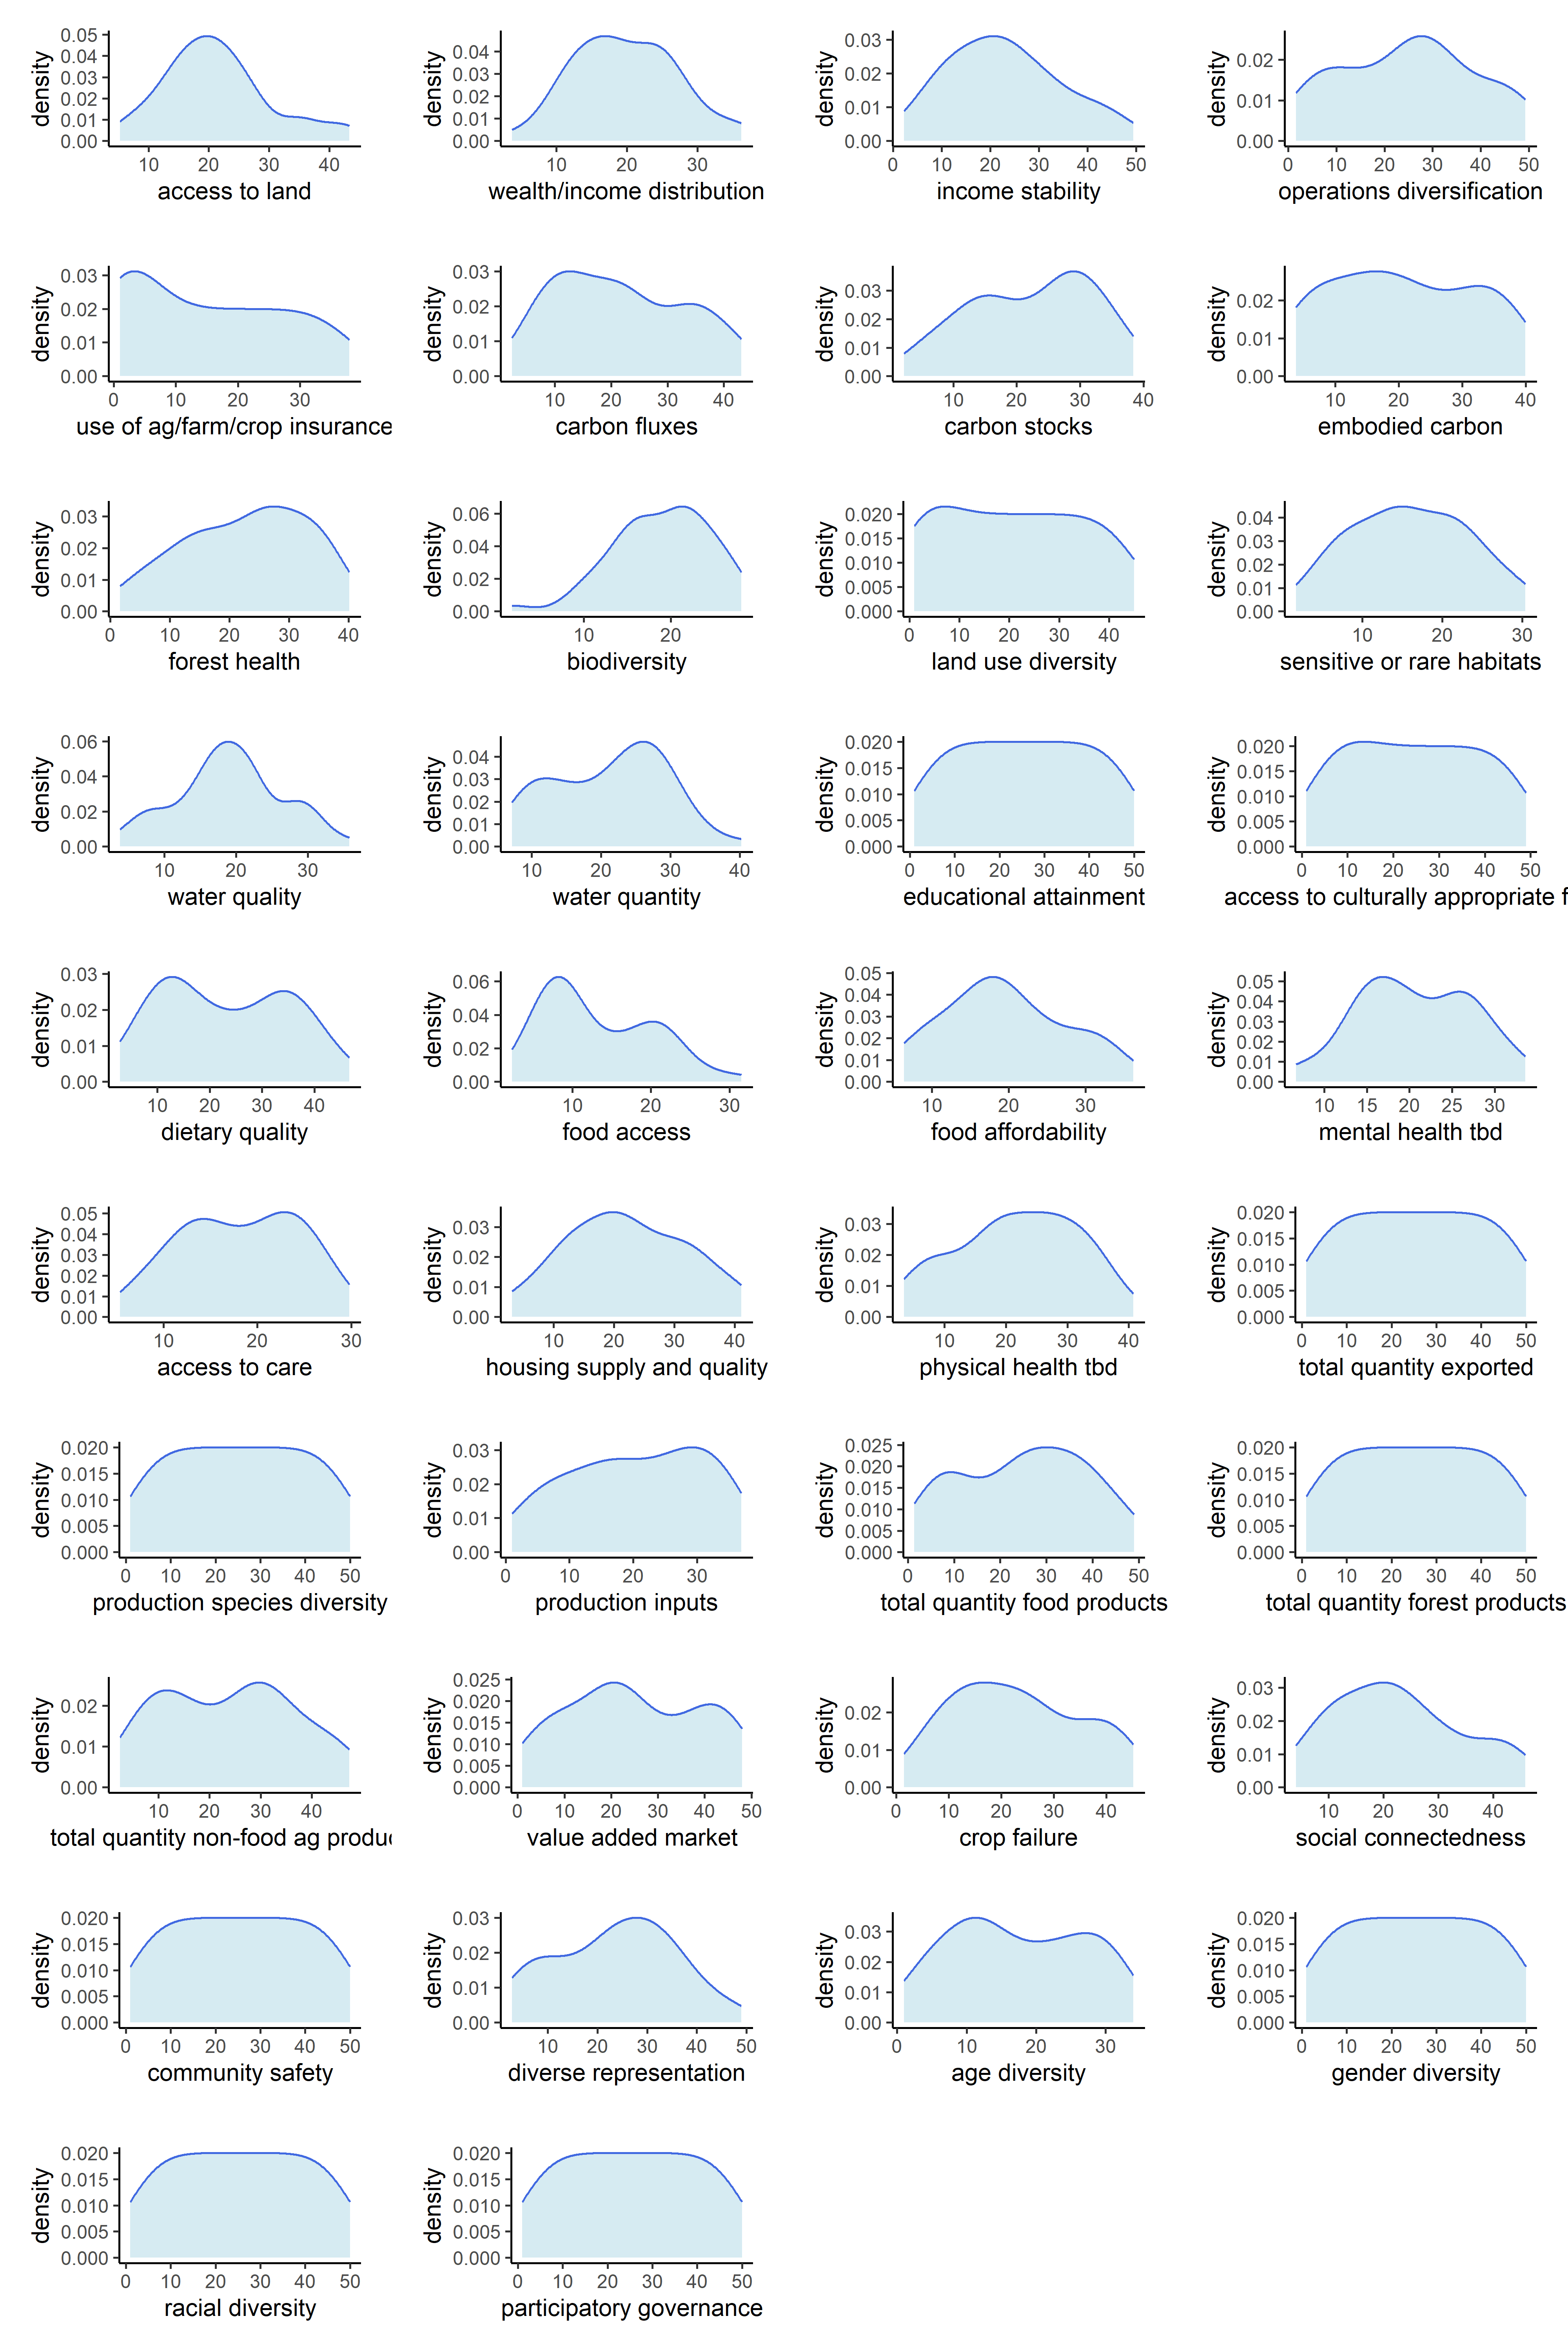 density
0.05
0.04
0.03
0.02
0.01
0.00
10 20 30 40
access to land
density
0.04
0.03
0.02
0.01
0.00
10 20 30
wealth/income distribution
density
0.03
0.02
0.01
0.00
0 10 20 30 40 50
income stability
density
0.02
0.01
0.00
0 10 20 30 40 50
operations diversification
density
0.03
0.02
0.01
0.00
0 10 20 30
use of ag/farm/crop insurance
density
0.03
0.02
0.01
0.00
10 20 30 40
carbon fluxes
density
0.03
0.02
0.01
0.00
10 20 30 40
carbon stocks
density
0.02
0.01
0.00
10 20 30 40
embodied carbon
density
0.03
0.02
0.01
0.00
0 10 20 30 40
forest health
density
0.06
0.04
0.02
0.00
10 20
biodiversity
density
0.020
0.015
0.010
0.005
0.000
0 10 20 30 40
land use diversity
density
0.04
0.03
0.02
0.01
0.00
10 20 30
sensitive or rare habitats
density
0.06
0.04
0.02
0.00
10 20 30
water quality
density
0.04
0.03
0.02
0.01
0.00
10 20 30 40
water quantity
density
0.020
0.015
0.010
0.005
0.000
0 10 20 30 40 50
educational attainment
density
0.020
0.015
0.010
0.005
0.000
0 10 20 30 40 50
access to culturally appropriate f
density
0.03
0.02
0.01
0.00
10 20 30 40
dietary quality
density
0.06
0.04
0.02
0.00
10 20 30
food access
density
0.05
0.04
0.03
0.02
0.01
0.00
10 20 30
food affordability
density
0.05
0.04
0.03
0.02
0.01
0.00
10 15 20 25 30
mental health tbd
density
0.05
0.04
0.03
0.02
0.01
0.00
10 20 30
access to care
density
0.03
0.02
0.01
0.00
10 20 30 40
housing supply and quality
density
0.03
0.02
0.01
0.00
10 20 30 40
physical health tbd
density
0.020
0.015
0.010
0.005
0.000
0 10 20 30 40 50
total quantity exported
density
0.020
0.015
0.010
0.005
0.000
0 10 20 30 40 50
production species diversity
density
0.03
0.02
0.01
0.00
0 10 20 30
production inputs
density
0.025
0.020
0.015
0.010
0.005
0.000
0 10 20 30 40 50
total quantity food products
density
0.020
0.015
0.010
0.005
0.000
0 10 20 30 40 50
total quantity forest products
density
0.02
0.01
0.00
10 20 30 40
total quantity non-food ag produc
density
0.025
0.020
0.015
0.010
0.005
0.000
0 10 20 30 40 50
value added market
density
0.02
0.01
0.00
0 10 20 30 40
crop failure
density
0.03
0.02
0.01
0.00
10 20 30 40
social connectedness
density
0.020
0.015
0.010
0.005
0.000
0 10 20 30 40 50
community safety
density
0.03
0.02
0.01
0.00
10 20 30 40 50
diverse representation
density
0.03
0.02
0.01
0.00
0 10 20 30
age diversity
density
0.020
0.015
0.010
0.005
0.000
0 10 20 30 40 50
gender diversity
density
0.020
0.015
0.010
0.005
0.000
0 10 20 30 40 50
racial diversity
density
0.020
0.015
0.010
0.005
0.000
0 10 20 30 40 50
participatory governance